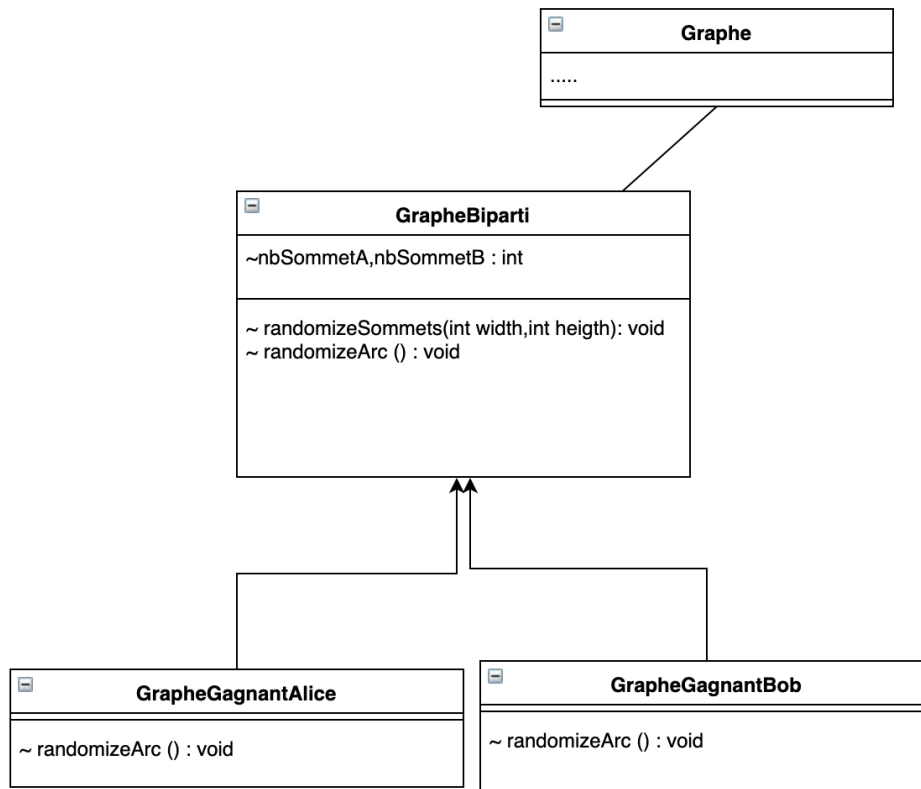 Graphe
.....
GrapheBiparti
~nbSommetA,nbSommetB : int
~ randomizeSommets(int width,int heigth): void
~ randomizeArc () : void
GrapheGagnantAlice
~ randomizeArc () : void
GrapheGagnantBob
~ randomizeArc () : void